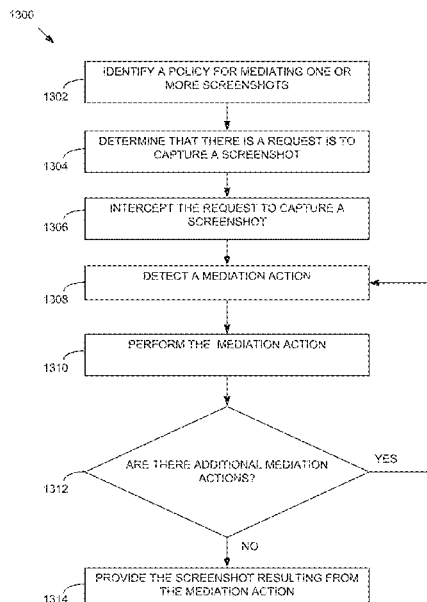 1300
IDENTIFY A POLICY FOR MEDIATING ONE OR
MORE SCREENSHOTS
1302
DETERMINE THAT THERE IS A REQUEST IS TO
CAPTURE A SCREENSHOT
1304
INTERCEPT THE REQUEST TO CAPTURE A
SCREENSHOT
1306
DETECT A MEDIATION ACTION
1308
PERFORM THE MEDIATION ACTION
1310
ARE THERE ADDITIONAL MEDIATION
ACTIONS?
YES
1312
NO
PROVIDE THE SCREENSHOT RESULTING FROM
THE MEDIATION ACTION
1314